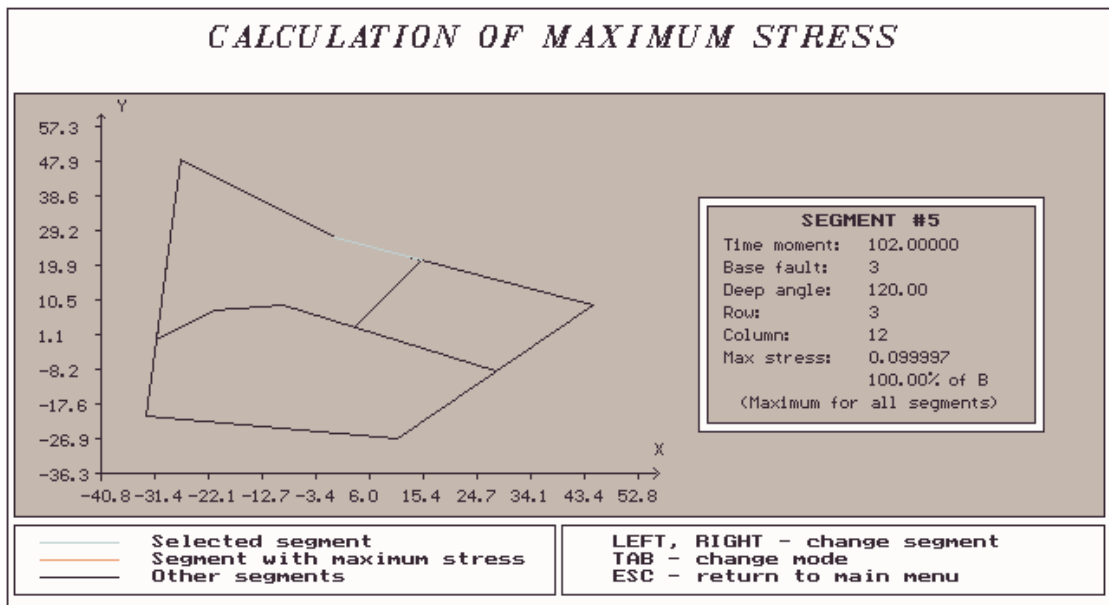 CALCULATION OF MAXIMUM STRESS
Y
57.3
47.9
38.6
29.2
19.9
10.5
1.1
-8.2
-17.6
-26.9
-36.3
X
-40.8 -31.4 -22.1 -12.7 -3.4 6.0 15.4 24.7 34.1 43.4 52.8
SEGMENT #5
Time moment: 102.00000
Base fault: 3
Deep angle: 120.00
Row: 3
Column: 12
Max stress: 0.099997
100.00% of B
(Maximum for all segments)
Selected segment
Segment with maximum stress
Other segments
LEFT, RIGHT - change segment
TAB - change mode
ESC - return to main menu